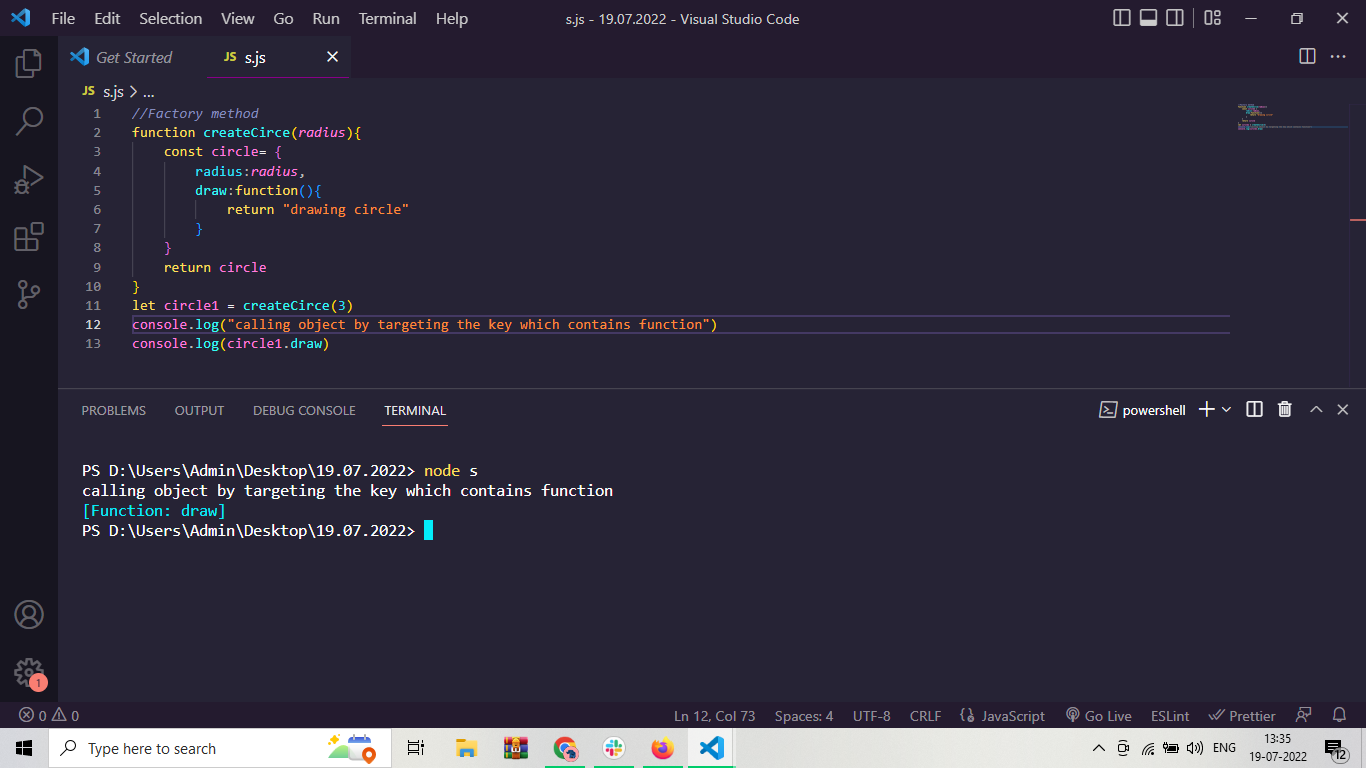 File Edit Selection View Go Run Terminal Help s.js - 19.07.2022 - Visual Studio Code
Get Started JS s.js
JS s.js > ...
1 //Factory method
2 function createCirce(radius){
3 const circle= {
4 radius:radius,
5 draw:function(){
6 return "drawing circle"
7 }
8 }
9 return circle
10 }
11 let circle1 = createCirce(3)
12 console.log("calling object by targeting the key which contains function")
13 console.log(circle1.draw)
PROBLEMS OUTPUT DEBUG CONSOLE TERMINAL powershell
PS D:\Users\Admin\Desktop\19.07.2022> node s
calling object by targeting the key which contains function
[Function: draw]
PS D:\Users\Admin\Desktop\19.07.2022>
1
0 0 Ln 12, Col 73 Spaces: 4 UTF-8 CRLF JavaScript Go Live ESLint Prettier
Type here to search ENG 13:35
19-07-2022 12